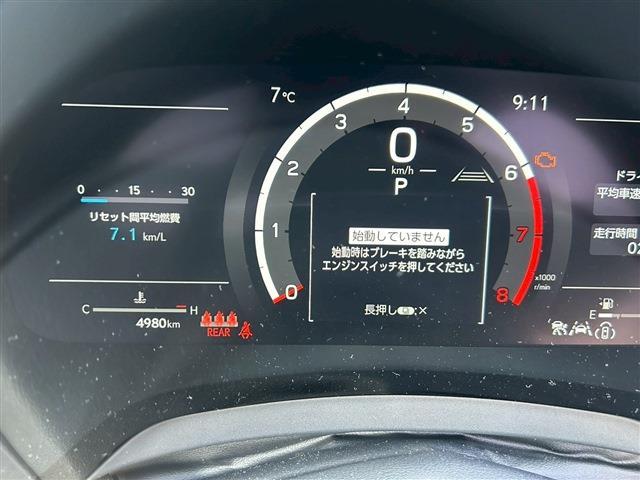 7℃
9:11
0 15 30
リセット間平均燃費
7.1 km/L
C H
4980km
REAR
0
1
2
3
4
5
6
7
8
x1000
r/min
0
km/h
P
始動していません
始動時はブレーキを踏みながら
エンジンスイッチを押してください
長押し :×
ドライ
平均車速
走行時間
02
E